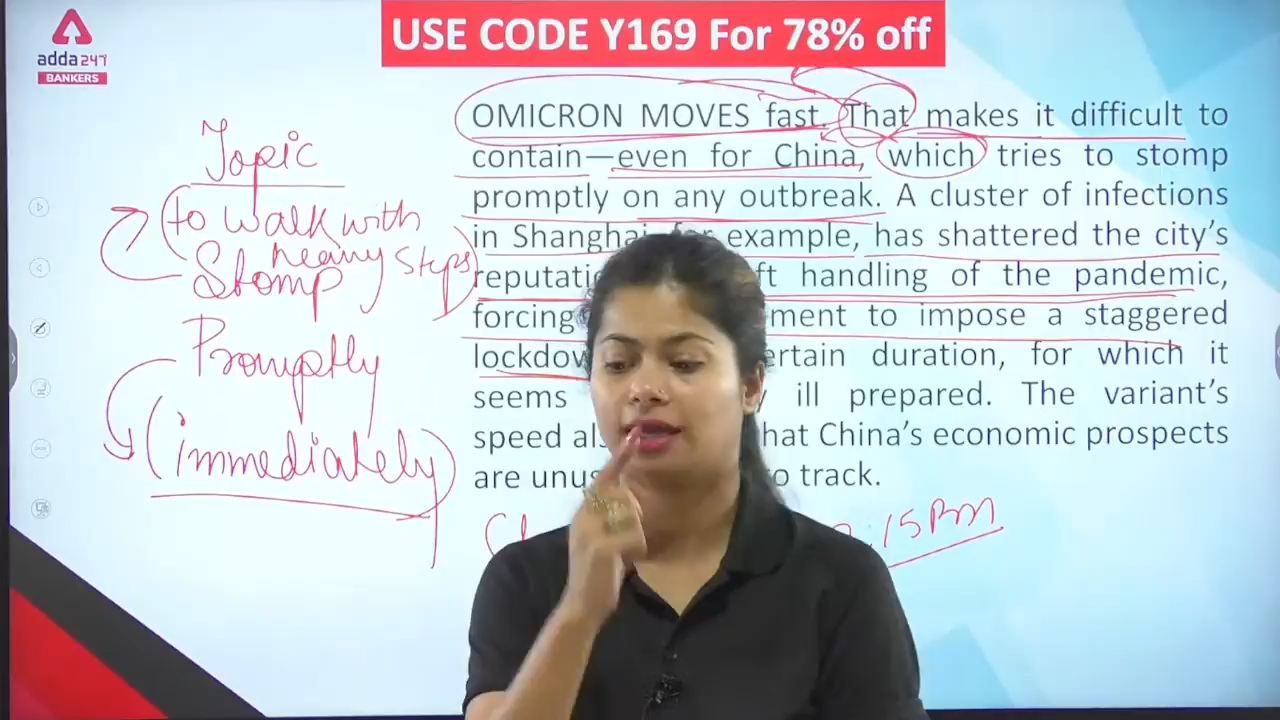 USE CODE Y169 For 78% off
adda247
BANKERS
OMICRON MOVES fast. That makes it difficult to
contain—even for China, which tries to stomp
promptly on any outbreak. A cluster of infections
in Shanghai, for example, has shattered the city's
reputati ft handling of the pandemic,
forcing ment to impose a staggered
lockdow ertain duration, for which it
seems y ill prepared. The variant's
speed als hat China's economic prospects
are unus o track.
Topic
to walk with
heavy steps
Stomp
Promptly
(immediately)
15 Pm